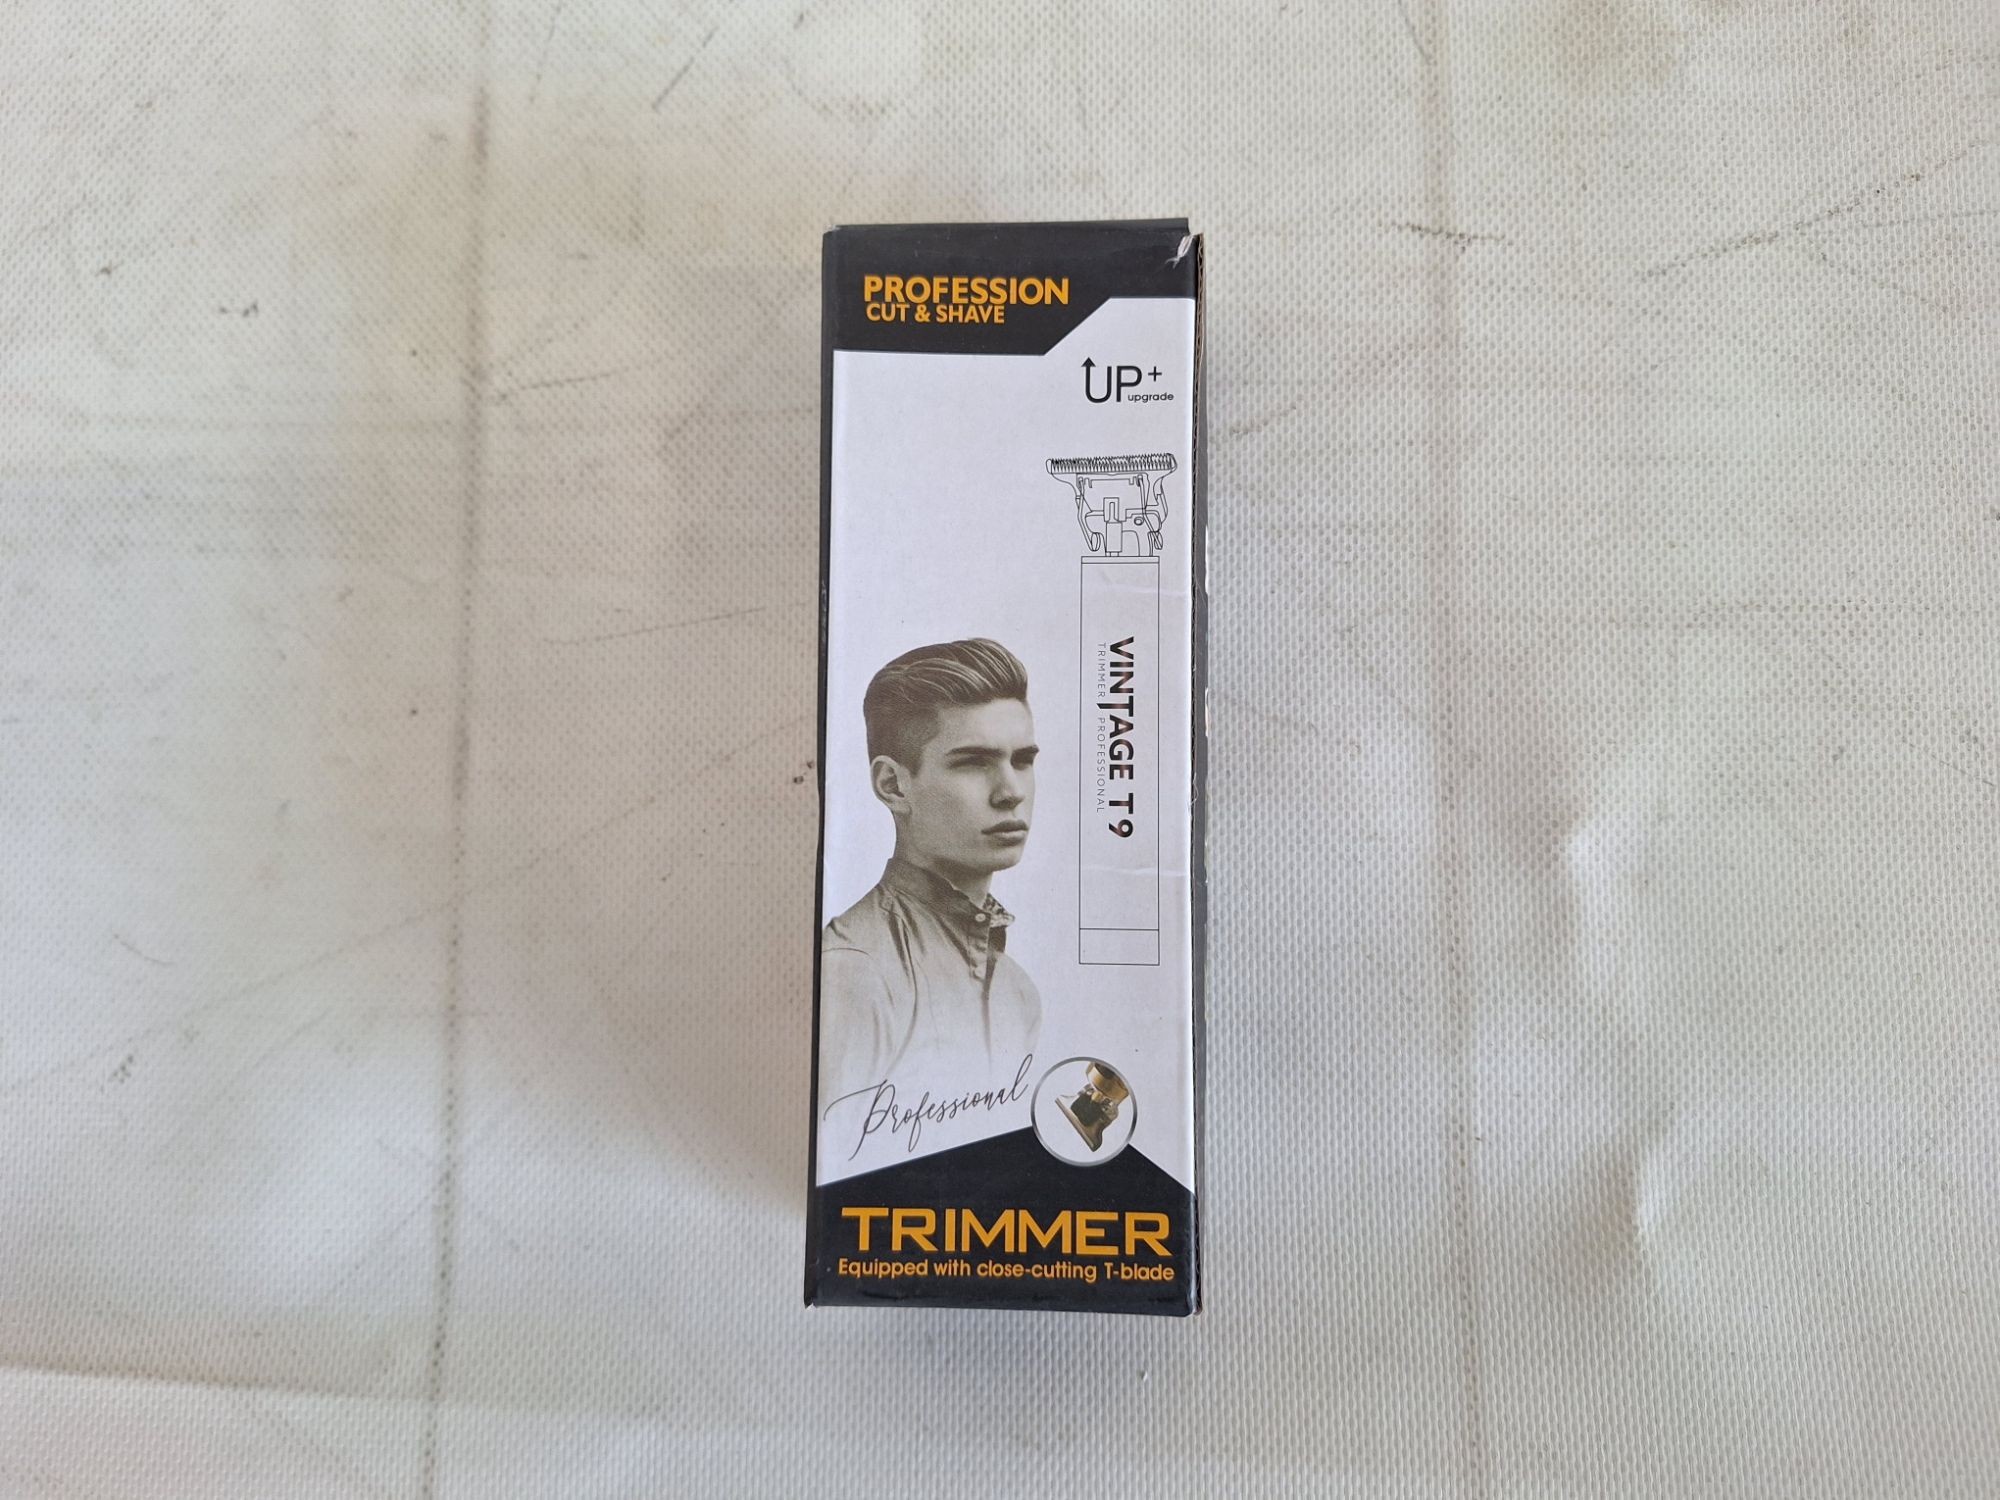 PROFESSION
CUT & SHAVE
UP+
upgrade
VINTAGE T9
TRIMMER PROFESSIONAL
Professional
TRIMMER
Equipped with close-cutting T-blade